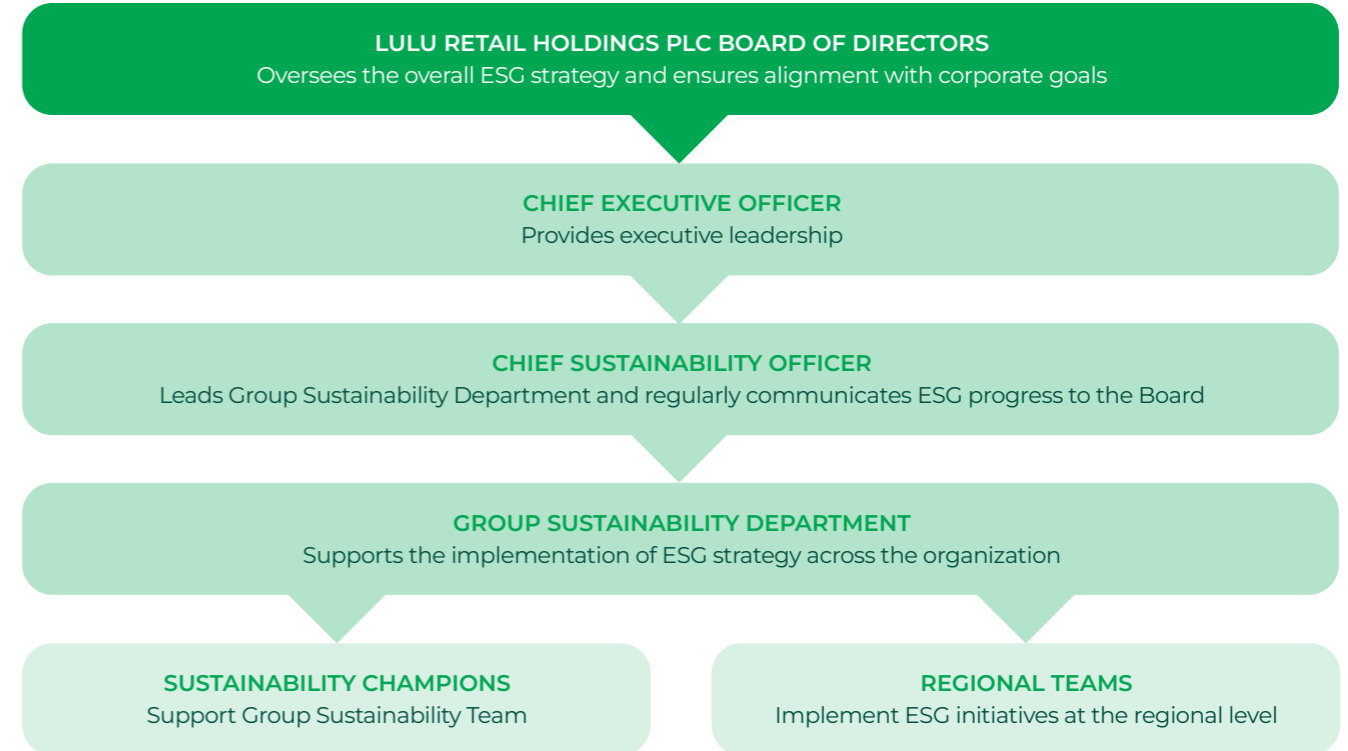 LULU RETAIL HOLDINGS PLC BOARD OF DIRECTORS
Oversees the overall ESG strategy and ensures alignment with corporate goals
CHIEF EXECUTIVE OFFICER
Provides executive leadership
CHIEF SUSTAINABILITY OFFICER
Leads Group Sustainability Department and regularly communicates ESG progress to the Board
GROUP SUSTAINABILITY DEPARTMENT
Supports the implementation of ESG strategy across the organization
SUSTAINABILITY CHAMPIONS
Support Group Sustainability Team
REGIONAL TEAMS
Implement ESG initiatives at the regional level